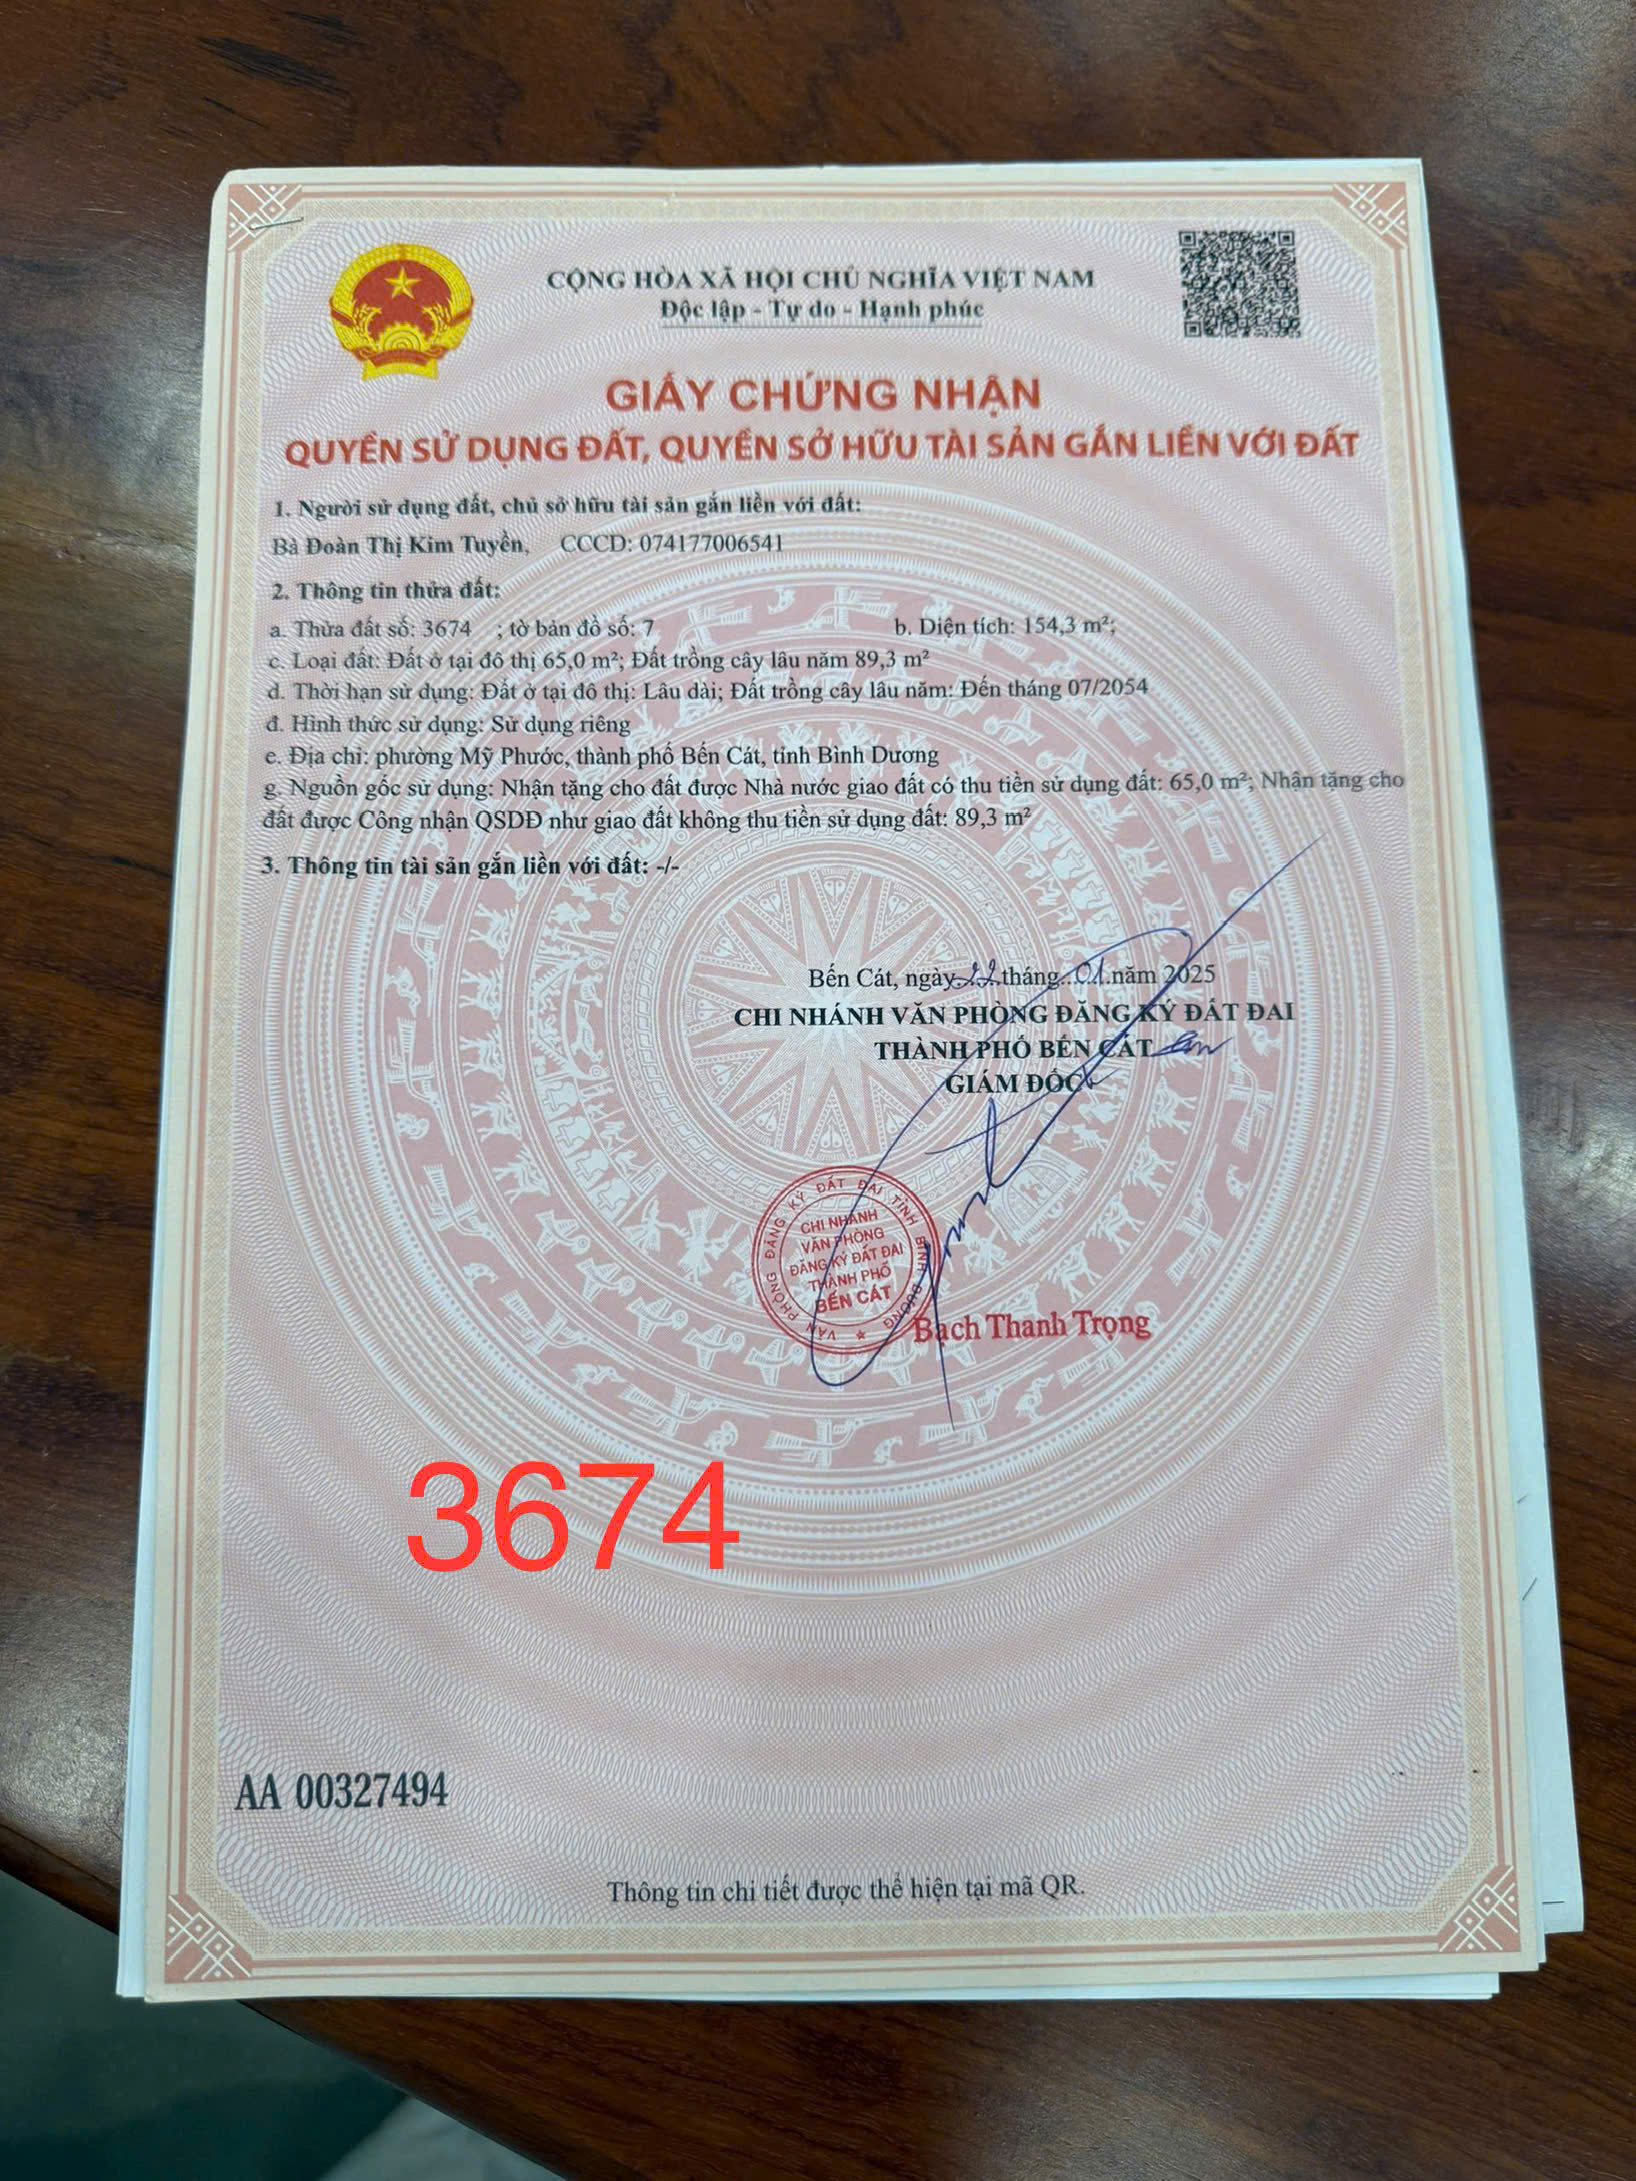 CỘNG HÒA XÃ HỘI CHỦ NGHĨA VIỆT NAM
Độc lập - Tự do - Hạnh phúc
GIẤY CHỨNG NHẬN
QUYỀN SỬ DỤNG ĐẤT, QUYỀN SỞ HỮU TÀI SẢN GẮN LIỀN VỚI ĐẤT
1. Người sử dụng đất, chủ sở hữu tài sản gắn liền với đất:
Bà Đoàn Thị Kim Tuyền, CCCD: 074177006541
2. Thông tin thửa đất:
a. Thửa đất số: 3674 ; tờ bản đồ số: 7 b. Diện tích: 154,3 m²;
c. Loại đất: Đất ở tại đô thị 65,0 m²; Đất trồng cây lâu năm 89,3 m²
d. Thời hạn sử dụng: Đất ở tại đô thị: Lâu dài; Đất trồng cây lâu năm: Đến tháng 07/2054
đ. Hình thức sử dụng: Sử dụng riêng
e. Địa chỉ: phường Mỹ Phước, thành phố Bến Cát, tỉnh Bình Dương
g. Nguồn gốc sử dụng: Nhận tặng cho đất được Nhà nước giao đất có thu tiền sử dụng đất: 65,0 m²; Nhận tặng cho
đất được Công nhận QSDĐ như giao đất không thu tiền sử dụng đất: 89,3 m²
3. Thông tin tài sản gắn liền với đất: -/-
Bến Cát, ngày 22 tháng 01 năm 2025
CHI NHÁNH VĂN PHÒNG ĐĂNG KÝ ĐẤT ĐAI
THÀNH PHỐ BẾN CÁT
GIÁM ĐỐC
VĂN PHÒNG ĐĂNG KÝ ĐẤT ĐAI TỈNH BÌNH DƯƠNG
CHI NHÁNH
VĂN PHÒNG
ĐĂNG KÝ ĐẤT ĐAI
THÀNH PHỐ
BẾN CÁT
Bạch Thanh Trọng
3674
AA 00327494
Thông tin chi tiết được thể hiện tại mã QR.